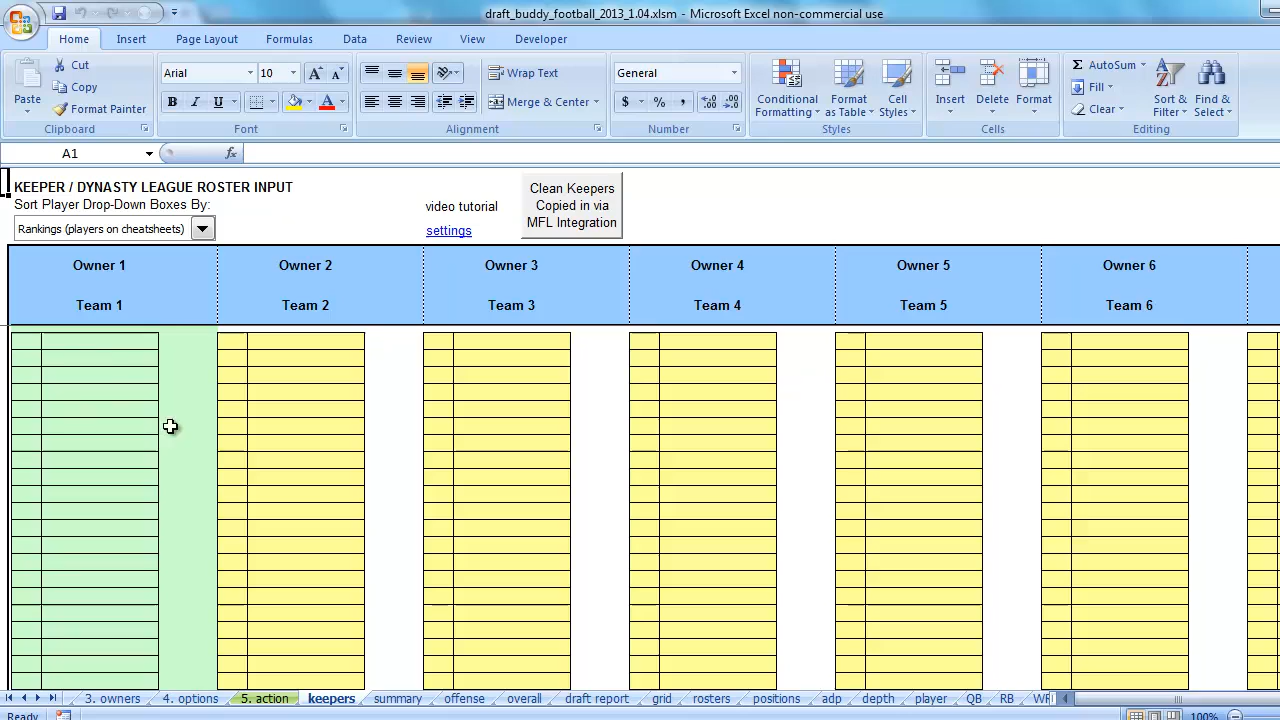 draft_buddy_football_2013_1.04.xlsm - Microsoft Excel non-commercial use
Home Insert Page Layout Formulas Data Review View Developer
Paste
Cut
Copy
Format Painter
Clipboard
Arial 10
B I U
Font
Wrap Text
Merge & Center
Alignment
General
$ % ,
Number
Conditional Formatting
Format as Table
Cell Styles
Styles
Insert Delete Format
Cells
Σ AutoSum
Fill
Clear
Sort & Filter
Find & Select
Editing
A1 fx
KEEPER / DYNASTY LEAGUE ROSTER INPUT
Sort Player Drop-Down Boxes By:
Rankings (players on cheatsheets)
video tutorial
settings
Clean Keepers
Copied in via
MFL Integration
Owner 1 Owner 2 Owner 3 Owner 4 Owner 5 Owner 6
Team 1 Team 2 Team 3 Team 4 Team 5 Team 6
3. owners 4. options 5. action keepers summary offense overall draft report grid rosters positions adp depth player QB RB
Ready 100%